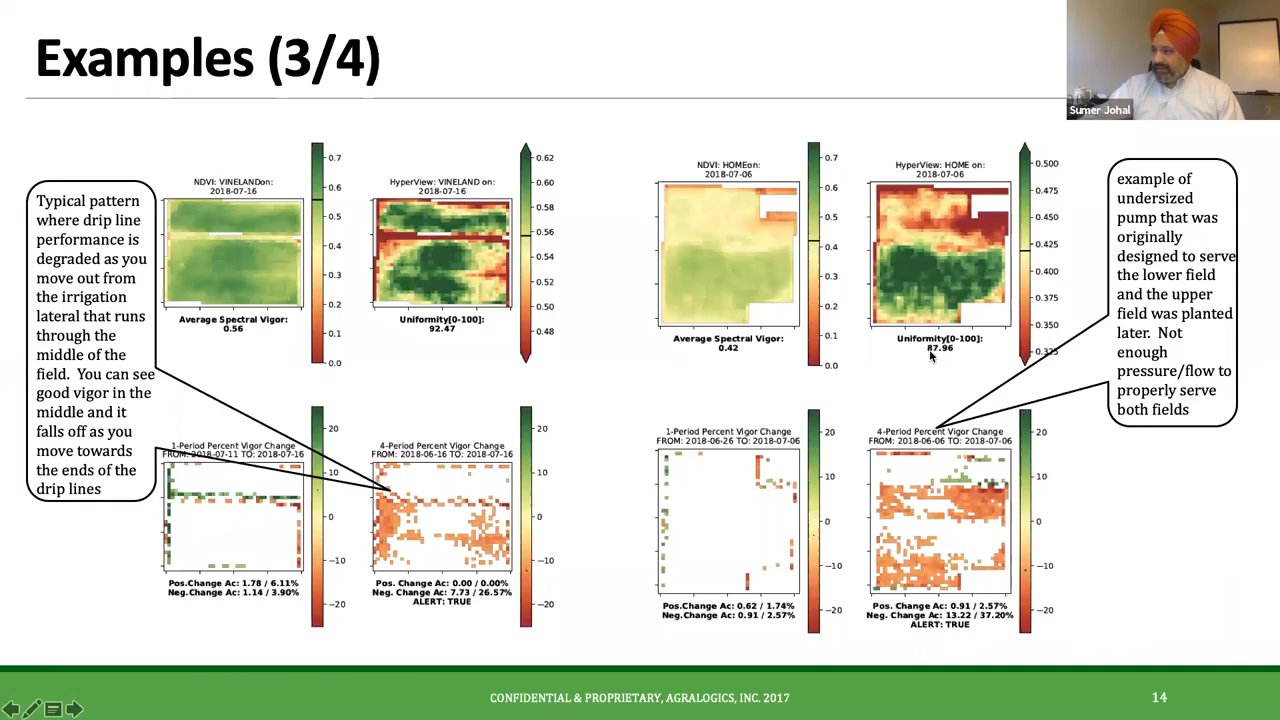 Examples (3/4)
Sumer Johal
Typical pattern
where drip line
performance is
degraded as you
move out from
the irrigation
lateral that runs
through the
middle of the
field. You can see
good vigor in the
middle and it
falls off as you
move towards
the ends of the
drip lines
NDVI: VINELANDon:
2018-07-16
0.7
0.6
0.5
0.4
0.3
0.2
0.1
0.0
Average Spectral Vigor:
0.56
HyperView: VINELAND on:
2018-07-16
0.62
0.60
0.58
0.56
0.54
0.52
0.50
0.48
Uniformity[0-100]:
92.47
NDVI: HOMEon:
2018-07-06
0.7
0.6
0.5
0.4
0.3
0.2
0.1
0.0
Average Spectral Vigor:
0.42
HyperView: HOME on:
2018-07-06
0.500
0.475
0.450
0.425
0.400
0.375
0.350
0.325
Uniformity[0-100]:
87.96
example of
undersized
pump that was
originally
designed to serve
the lower field
and the upper
field was planted
later. Not
enough
pressure/flow to
properly serve
both fields
1-Period Percent Vigor Change
FROM: 2018-07-11 TO: 2018-07-16
20
10
0
−10
−20
Pos.Change Ac: 1.78 / 6.11%
Neg.Change Ac: 1.14 / 3.90%
4-Period Percent Vigor Change
FROM: 2018-06-16 TO: 2018-07-16
20
10
0
−10
−20
Pos. Change Ac: 0.00 / 0.00%
Neg. Change Ac: 7.73 / 26.57%
ALERT: TRUE
1-Period Percent Vigor Change
FROM: 2018-06-26 TO: 2018-07-06
20
10
0
−10
−20
Pos.Change Ac: 0.62 / 1.74%
Neg.Change Ac: 0.91 / 2.57%
4-Period Percent Vigor Change
FROM: 2018-06-06 TO: 2018-07-06
20
10
0
−10
−20
Pos. Change Ac: 0.91 / 2.57%
Neg. Change Ac: 13.22 / 37.20%
ALERT: TRUE
CONFIDENTIAL & PROPRIETARY, AGRALOGICS, INC. 2017
14